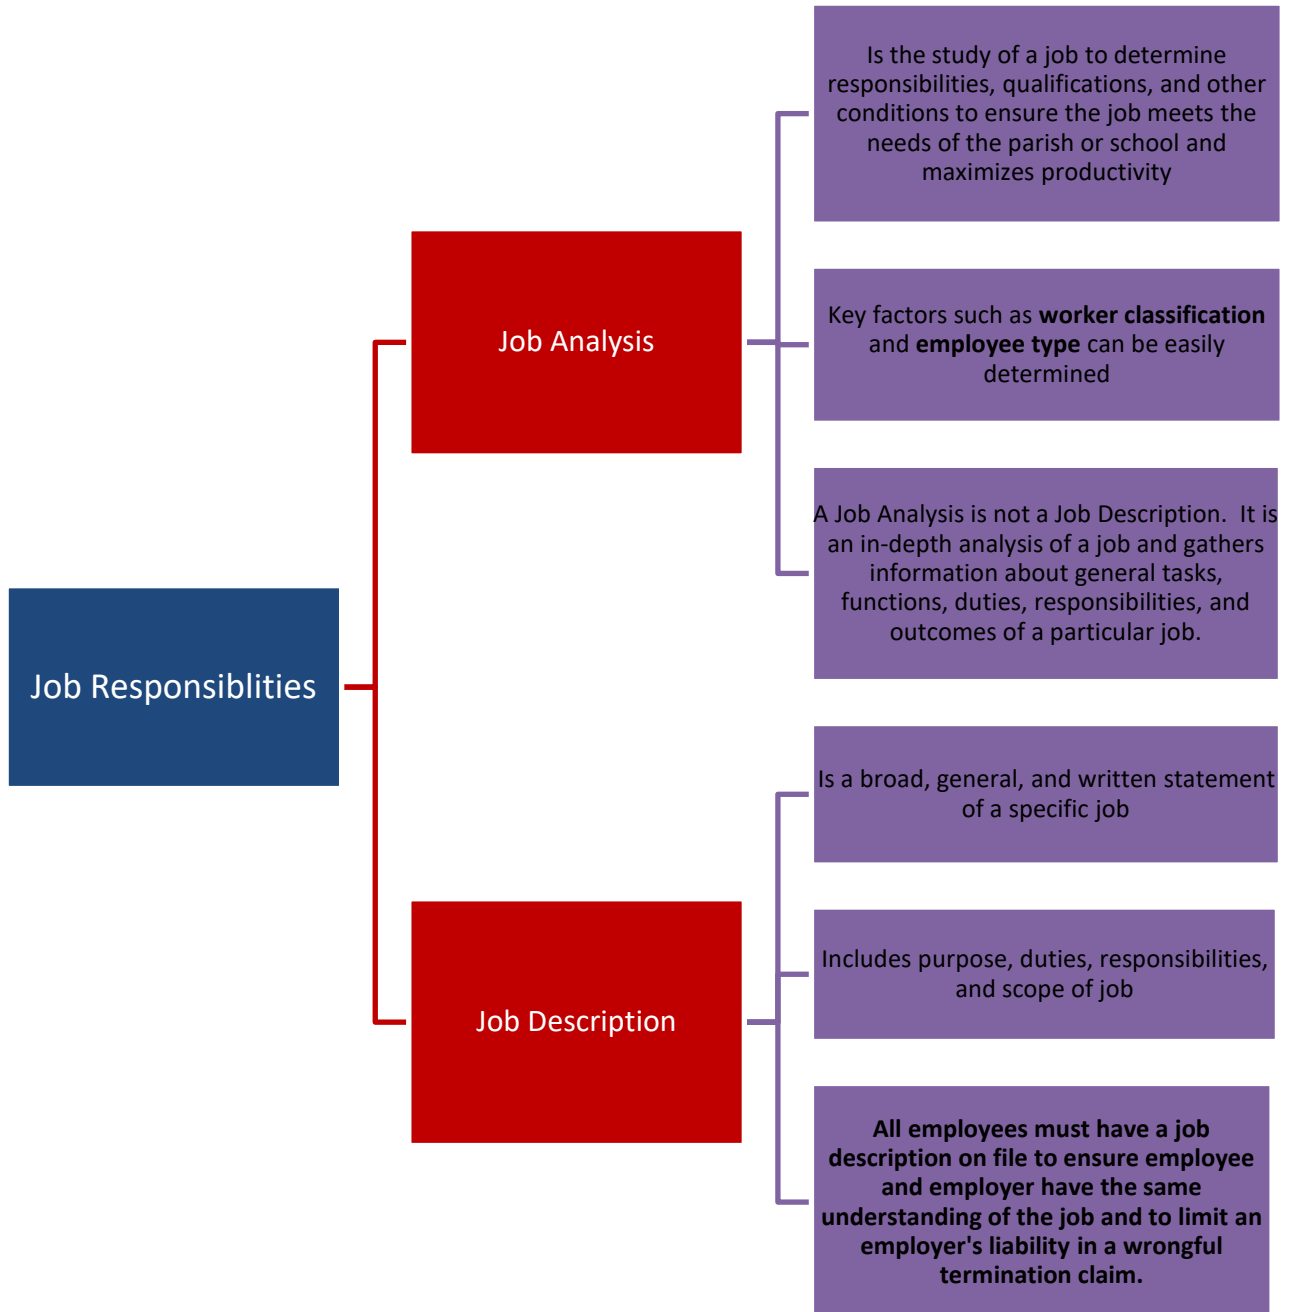 Is the study of a job to determine
responsibilities, qualifications, and other
conditions to ensure the job meets the
needs of the parish or school and
maximizes productivity
Job Analysis
Key factors such as worker classification
and employee type can be easily
determined
A Job Analysis is not a Job Description.  It is
an in-depth analysis of a job and gathers
information about general tasks,
functions, duties, responsibilities, and
outcomes of a particular job.
Job Responsiblities
Is a broad, general, and written statement
of a specific job
Job Description
Includes purpose, duties, responsibilities,
and scope of job
All employees must have a job
description on file to ensure employee
and employer have the same
understanding of the job and to limit an
employer's liability in a wrongful
termination claim.